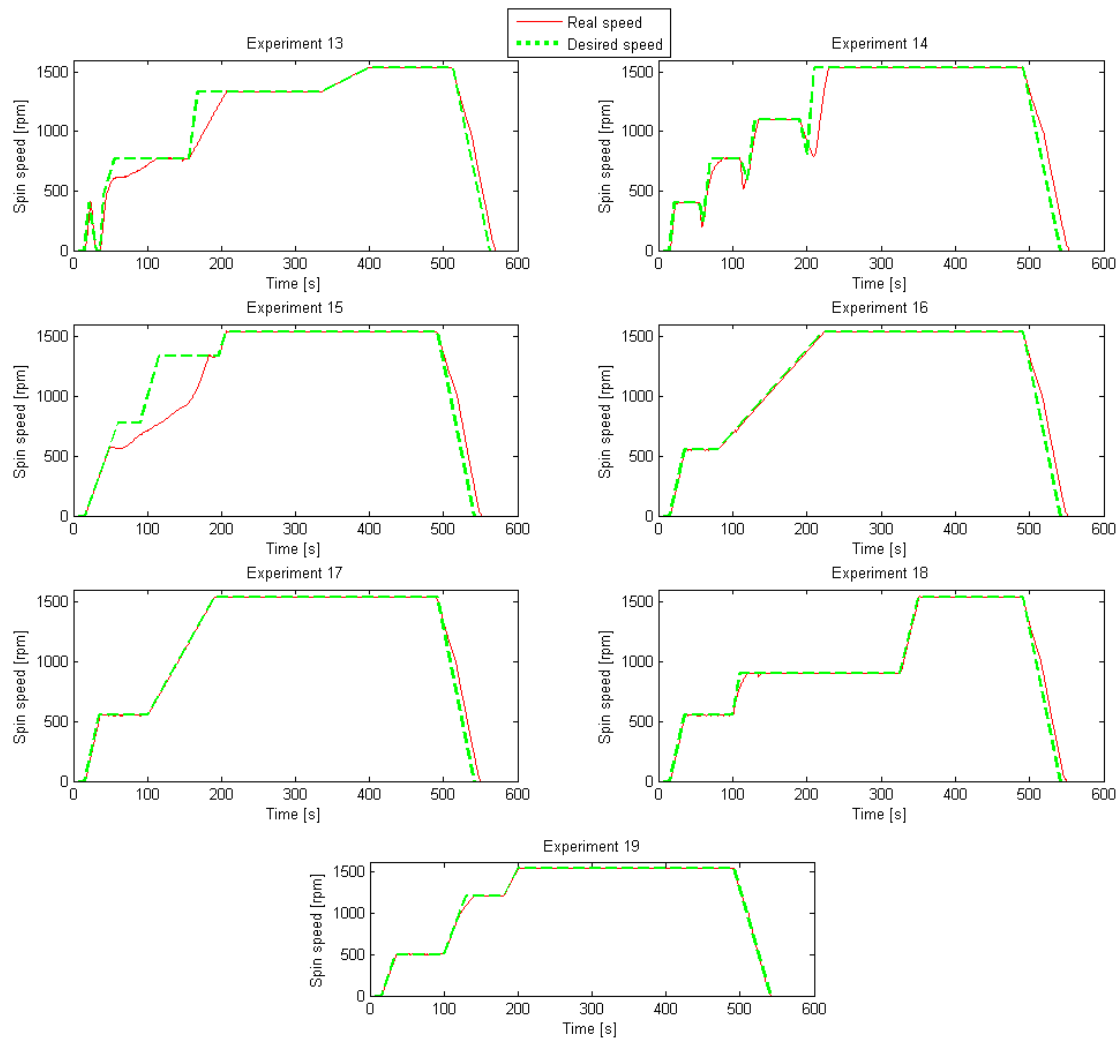 Real speed
Desired speed
Experiment 13
Spin speed [rpm]
1500
1000
500
0
0 100 200 300 400 500 600
Time [s]
Experiment 14
Spin speed [rpm]
1500
1000
500
0
0 100 200 300 400 500 600
Time [s]
Experiment 15
Spin speed [rpm]
1500
1000
500
0
0 100 200 300 400 500 600
Time [s]
Experiment 16
Spin speed [rpm]
1500
1000
500
0
0 100 200 300 400 500 600
Time [s]
Experiment 17
Spin speed [rpm]
1500
1000
500
0
0 100 200 300 400 500 600
Time [s]
Experiment 18
Spin speed [rpm]
1500
1000
500
0
0 100 200 300 400 500 600
Time [s]
Experiment 19
Spin speed [rpm]
1500
1000
500
0
0 100 200 300 400 500 600
Time [s]